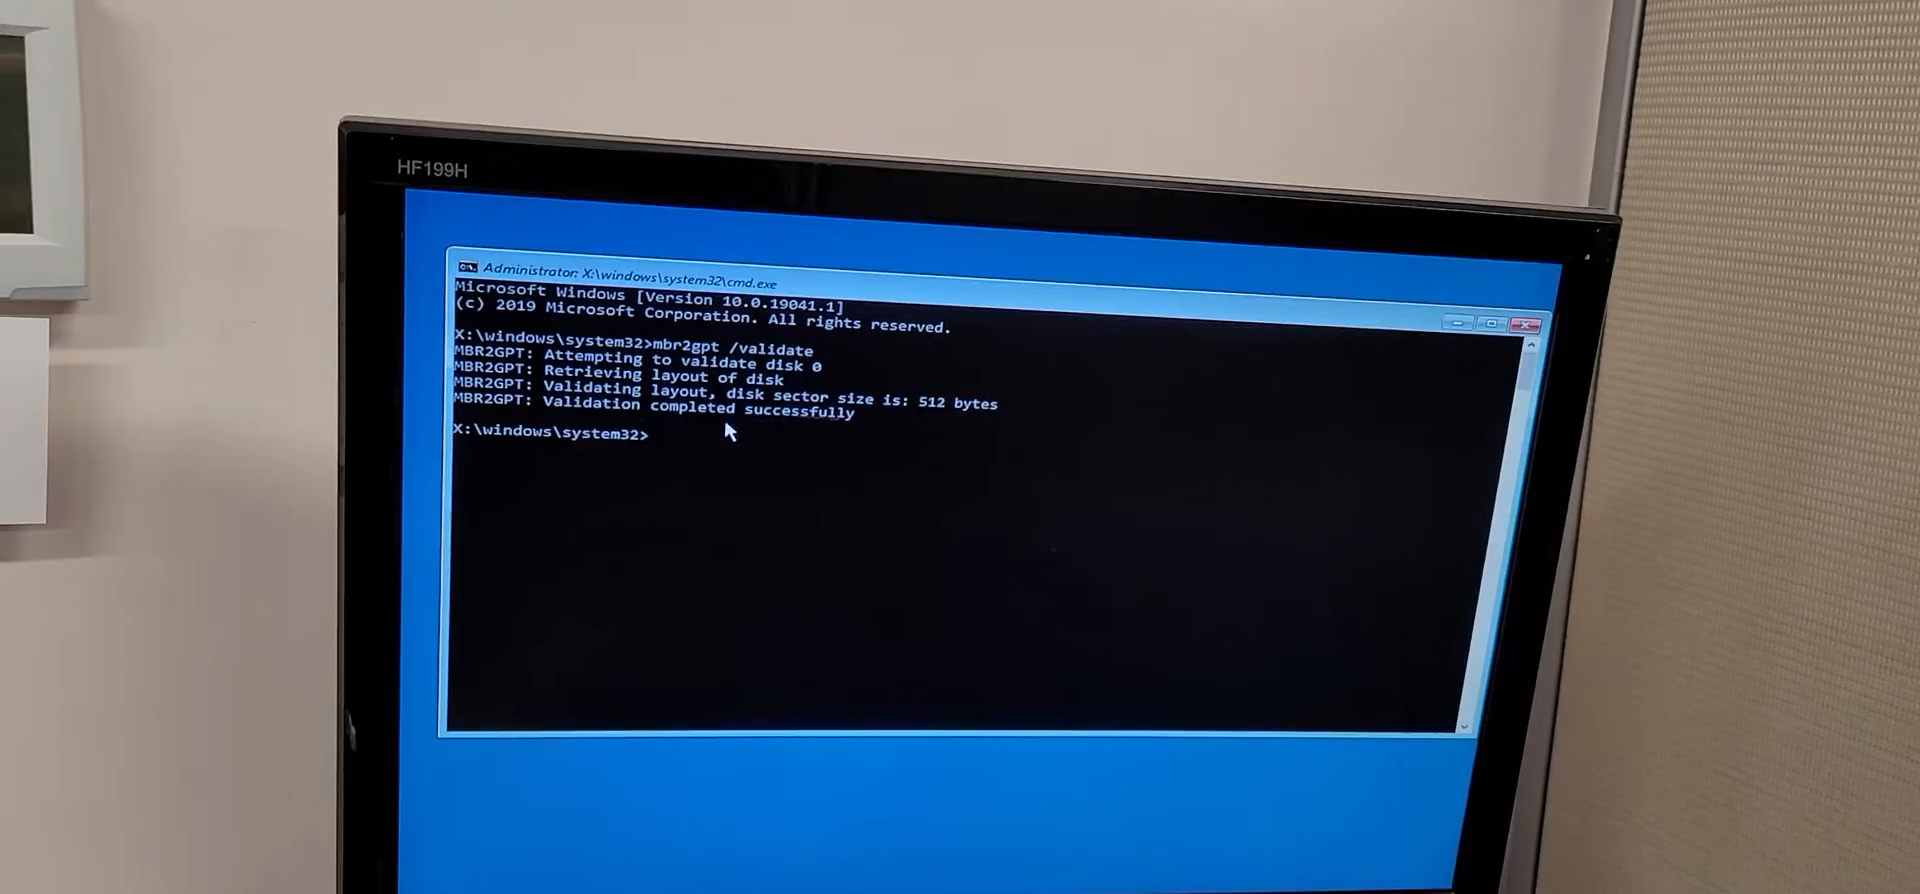 HF199H
Administrator: X:\windows\system32\cmd.exe
Microsoft Windows [Version 10.0.19041.1]
(c) 2019 Microsoft Corporation. All rights reserved.
X:\windows\system32>mbr2gpt /validate
MBR2GPT: Attempting to validate disk 0
MBR2GPT: Retrieving layout of disk
MBR2GPT: Validating layout, disk sector size is: 512 bytes
MBR2GPT: Validation completed successfully
X:\windows\system32>